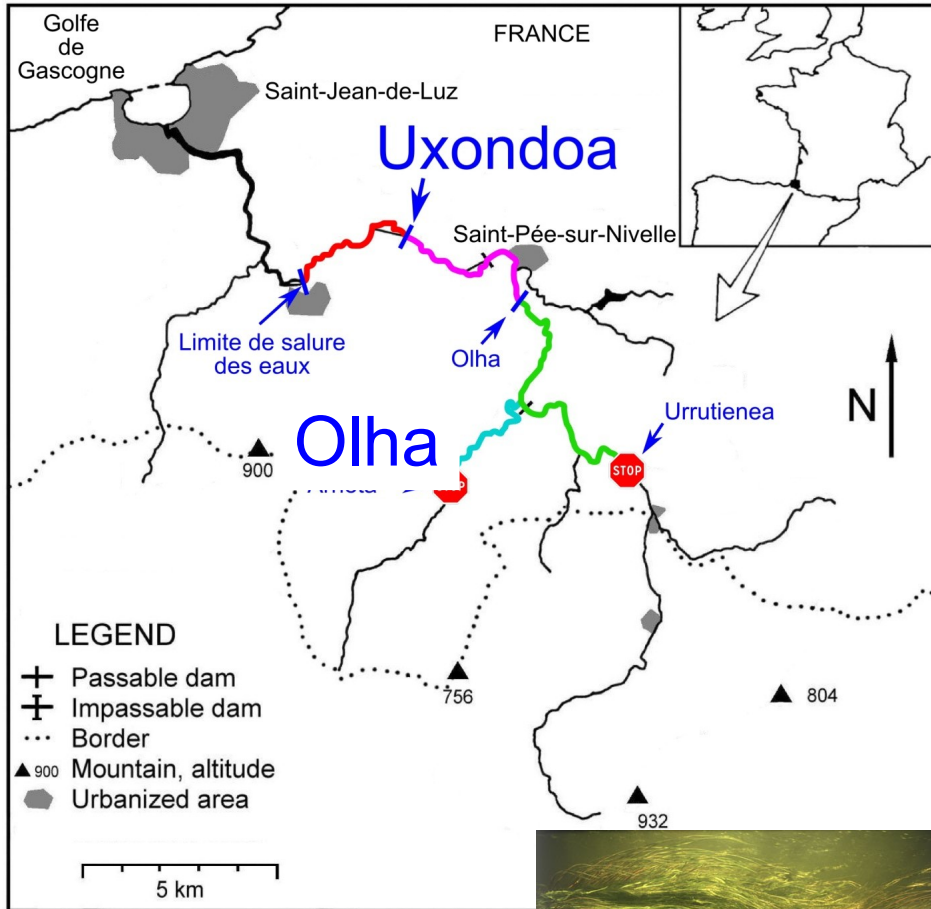 Golfe
de
Gascogne
FRANCE
Saint-Jean-de-Luz
Uxondoa
Saint-Pée-sur-Nivelle
Limite de salure
des eaux
Olha
Urrutienea
N
Olha
STOP
900
LEGEND
Passable dam
Impassable dam
Border
900 Mountain, altitude
Urbanized area
756
804
932
5 km